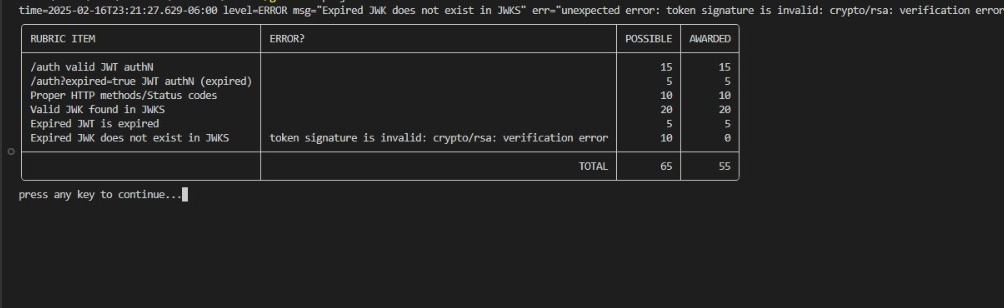 time=2025-02-16T23:21:27.629-06:00 level=ERROR msg="Expired JWK does not exist in JWKS" err="unexpected error: token signature is invalid: crypto/rsa: verification error
RUBRIC ITEM ERROR? POSSIBLE AWARDED
/auth valid JWT authN 15 15
/auth?expired=true JWT authN (expired) 5 5
Proper HTTP methods/Status codes 10 10
Valid JWK found in JWKS 20 20
Expired JWT is expired 5 5
Expired JWK does not exist in JWKS token signature is invalid: crypto/rsa: verification error 10 0
TOTAL 65 55
press any key to continue...